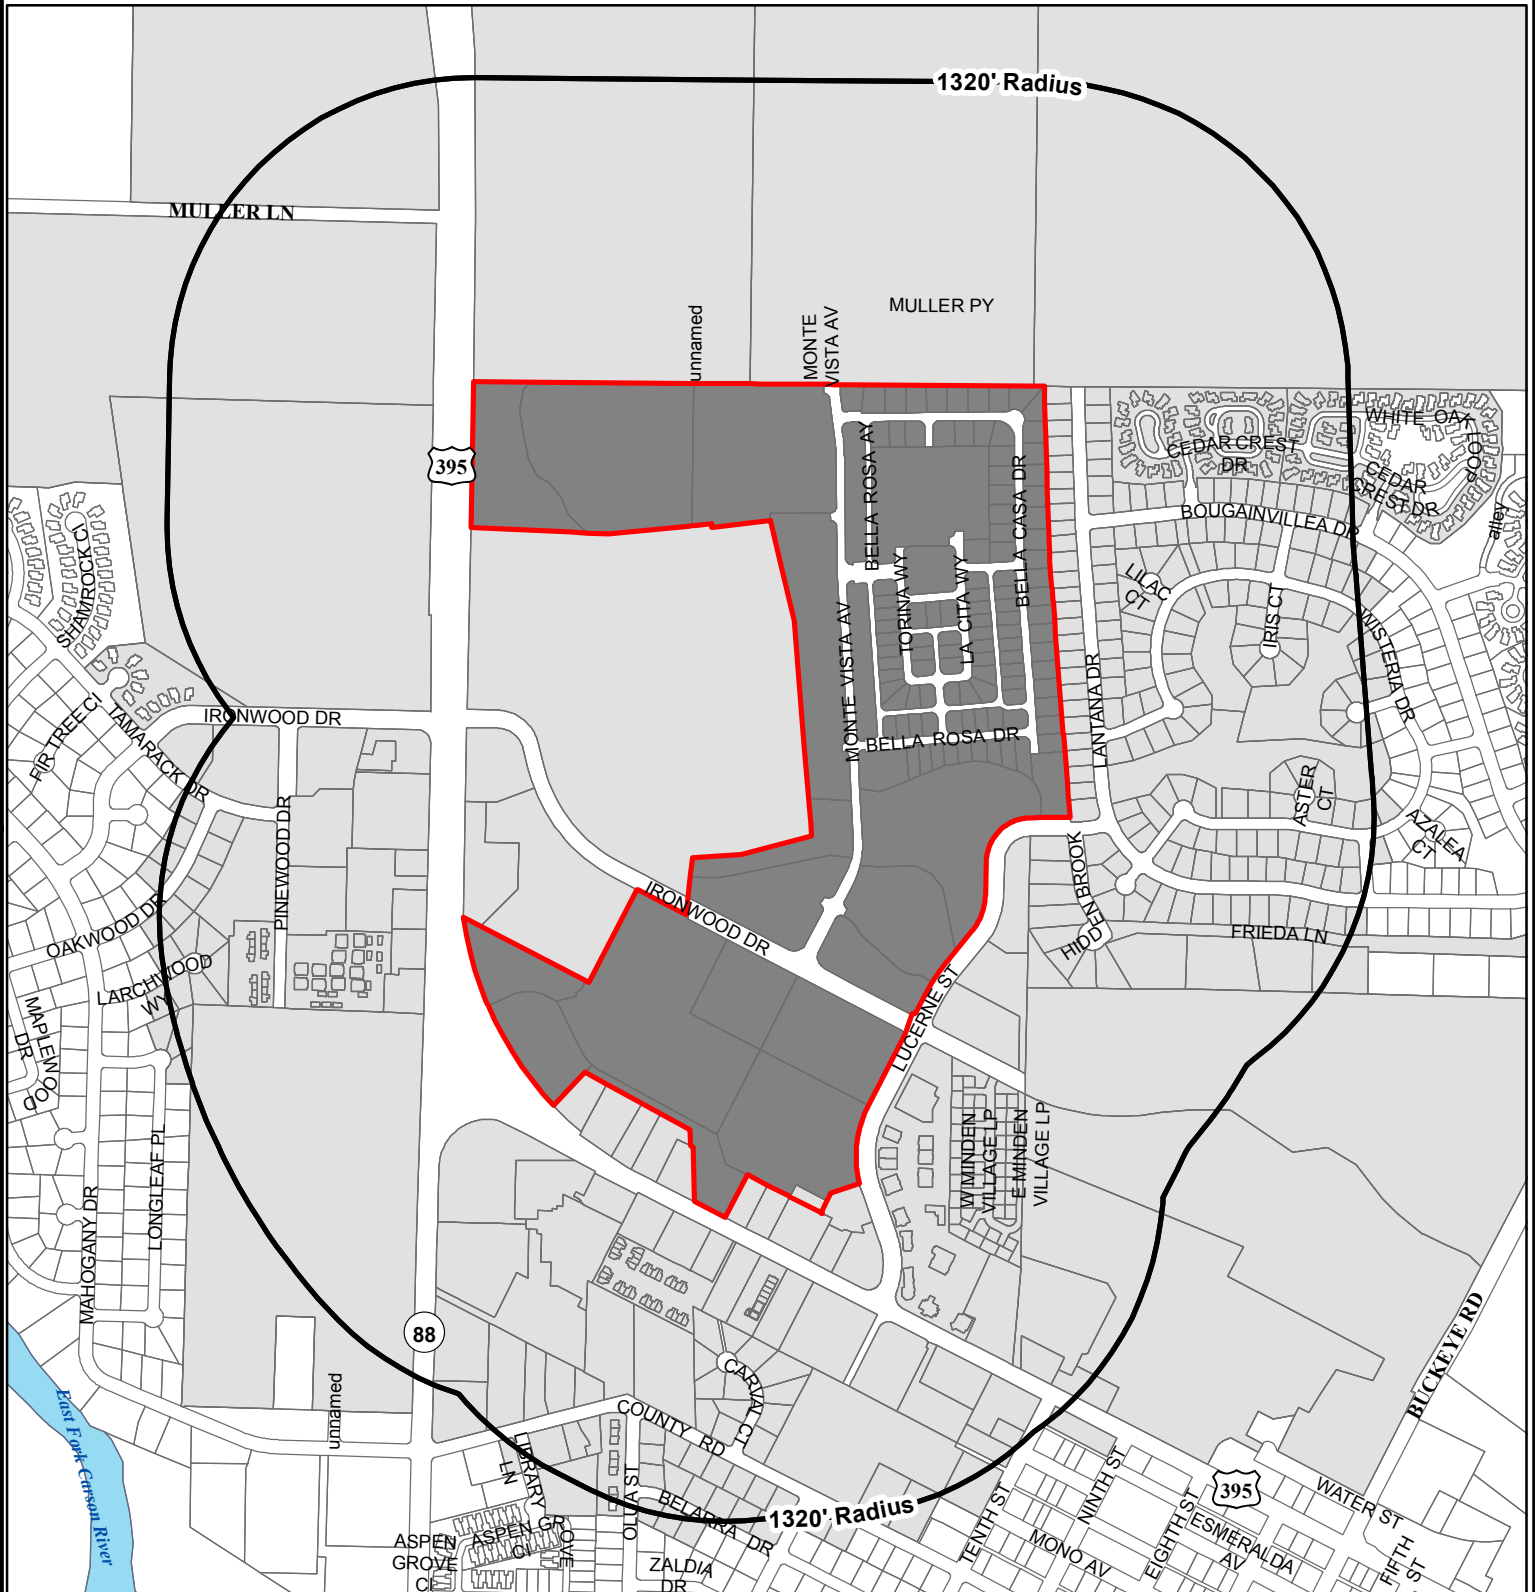 1320' Radius
MULLER LN
MULLER PY
unnamed
MONTE
VISTA AV
395
WHITE OAK LOOP
CEDAR CREST
DR
CEDAR
CREST DR
BELLA ROSA AY
BELLA CASA DR
BOUGAINVILLEA DR
alley
SHAMROCK CI
LILAC
CT
IRIS CT
WISTERIA DR
TORINA WY
LA CITA WY
MONTE VISTA AV
LANTANA DR
IRONWOOD DR
FIR TREE CI
TAMARACK DR
BELLA ROSA DR
ASTER
CT
AZALEA
CT
PINEWOOD DR
HIDDEN BROOK
IRONWOOD DR
OAKWOOD DR
FRIEDA LN
LARCHWOOD
WY
MAPLEWOOD
DR
LUCERNE ST
W MINDEN
VILLAGE LP
E MINDEN
VILLAGE LP
LONGLEAF PL
MAHOGANY DR
88
BUCKEYE RD
CARVAL CT
unnamed
East Fork Carson River
COUNTY RD
LIBRARY
LN
OLUA ST
BELARRA DR
1320' Radius
TENTH ST
NINTH ST
EIGHTH ST
395
WATER ST
ESMERALDA
AV
MONO AV
FIFTH
ST
ASPEN
GROVE
CI
ASPEN GROVE
CI
ZALDIA
DR